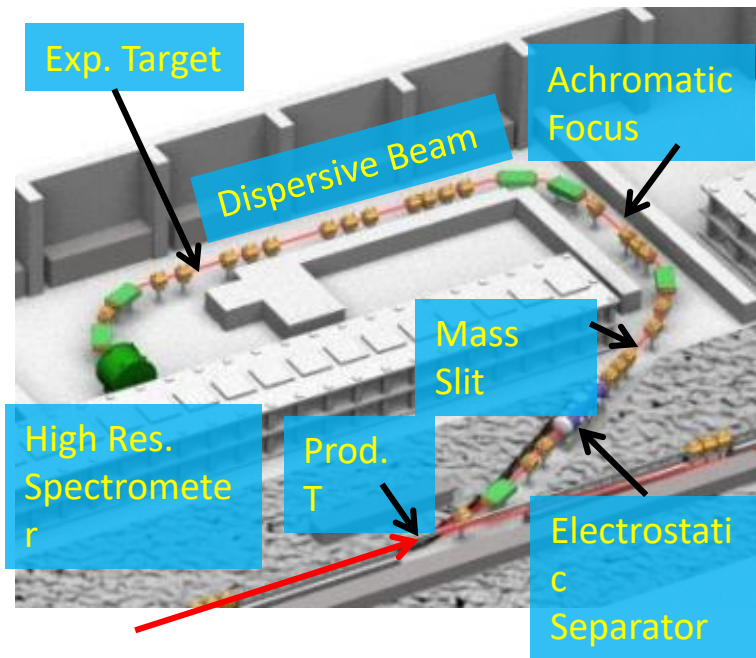 Exp. Target
Achromatic
Focus
Dispersive Beam
Mass
Slit
High Res.
Spectromete
r
Prod.
T
Electrostati
c
Separator